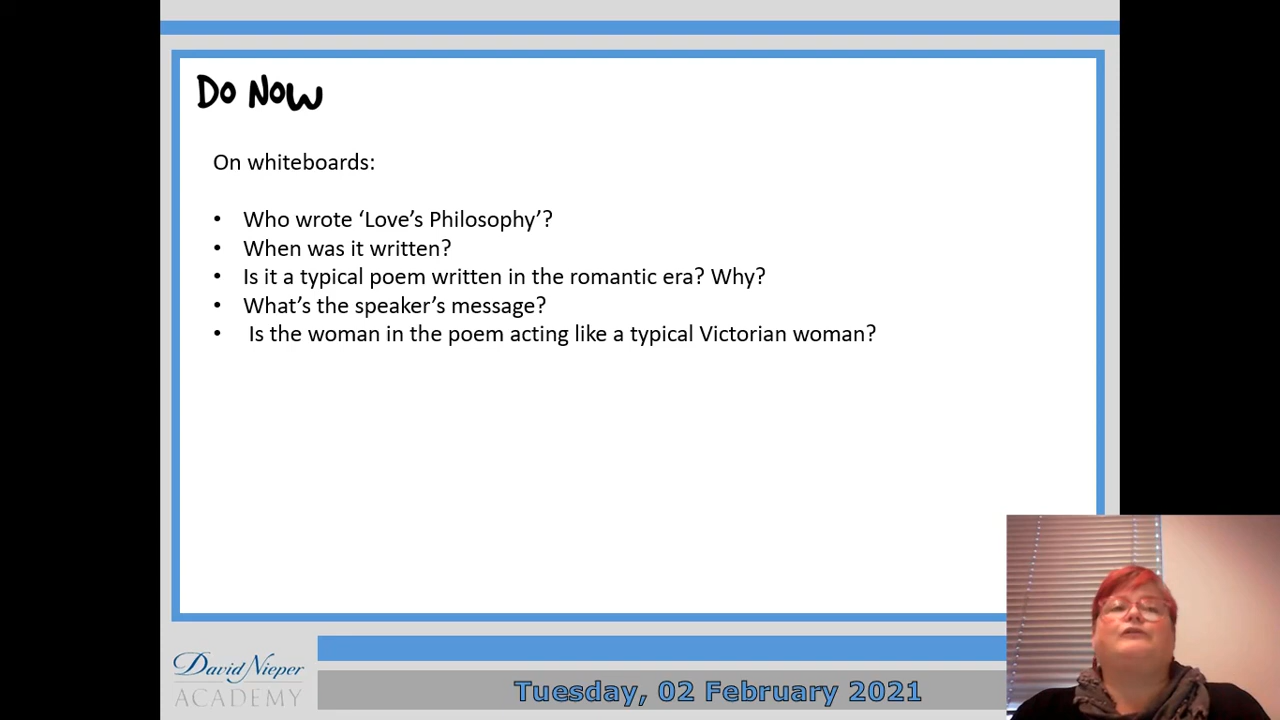 Do Now
On whiteboards:
• Who wrote ‘Love’s Philosophy’?
• When was it written?
• Is it a typical poem written in the romantic era? Why?
• What’s the speaker’s message?
• Is the woman in the poem acting like a typical Victorian woman?
David Nieper
ACADEMY
Tuesday, 02 February 2021